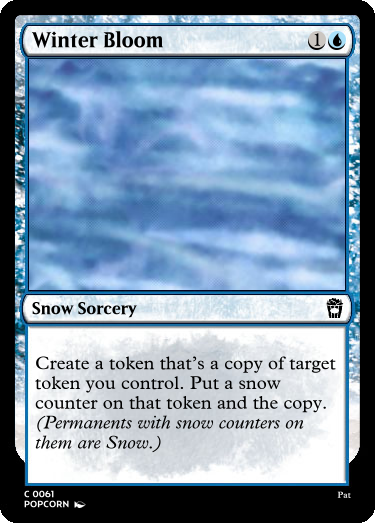 Winter Bloom 1
Snow Sorcery
Create a token that's a copy of target
token you control. Put a snow
counter on that token and the copy.
(Permanents with snow counters on
them are Snow.)
C 0061
POPCORN
Pat